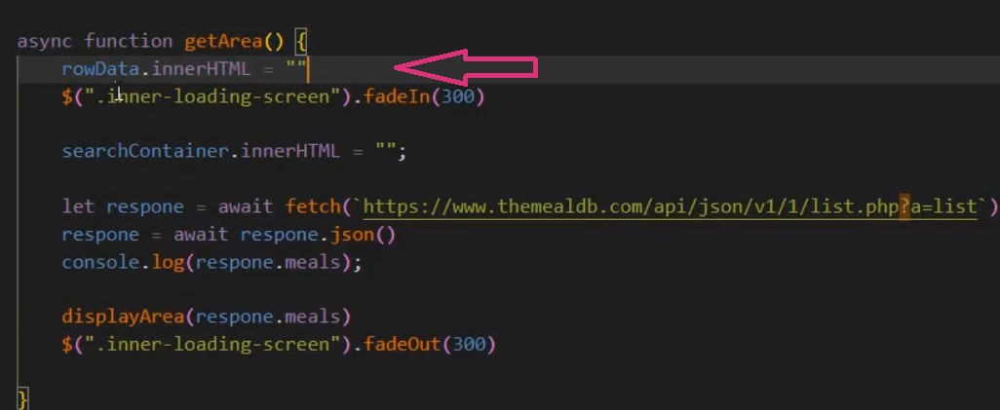 async function getArea() {
rowData.innerHTML = ""
$(".inner-loading-screen").fadeIn(300)
searchContainer.innerHTML = "";
let respone = await fetch(`https://www.themealdb.com/api/json/v1/1/list.php?a=list`)
respone = await respone.json()
console.log(respone.meals);
displayArea(respone.meals)
$(".inner-loading-screen").fadeOut(300)
}